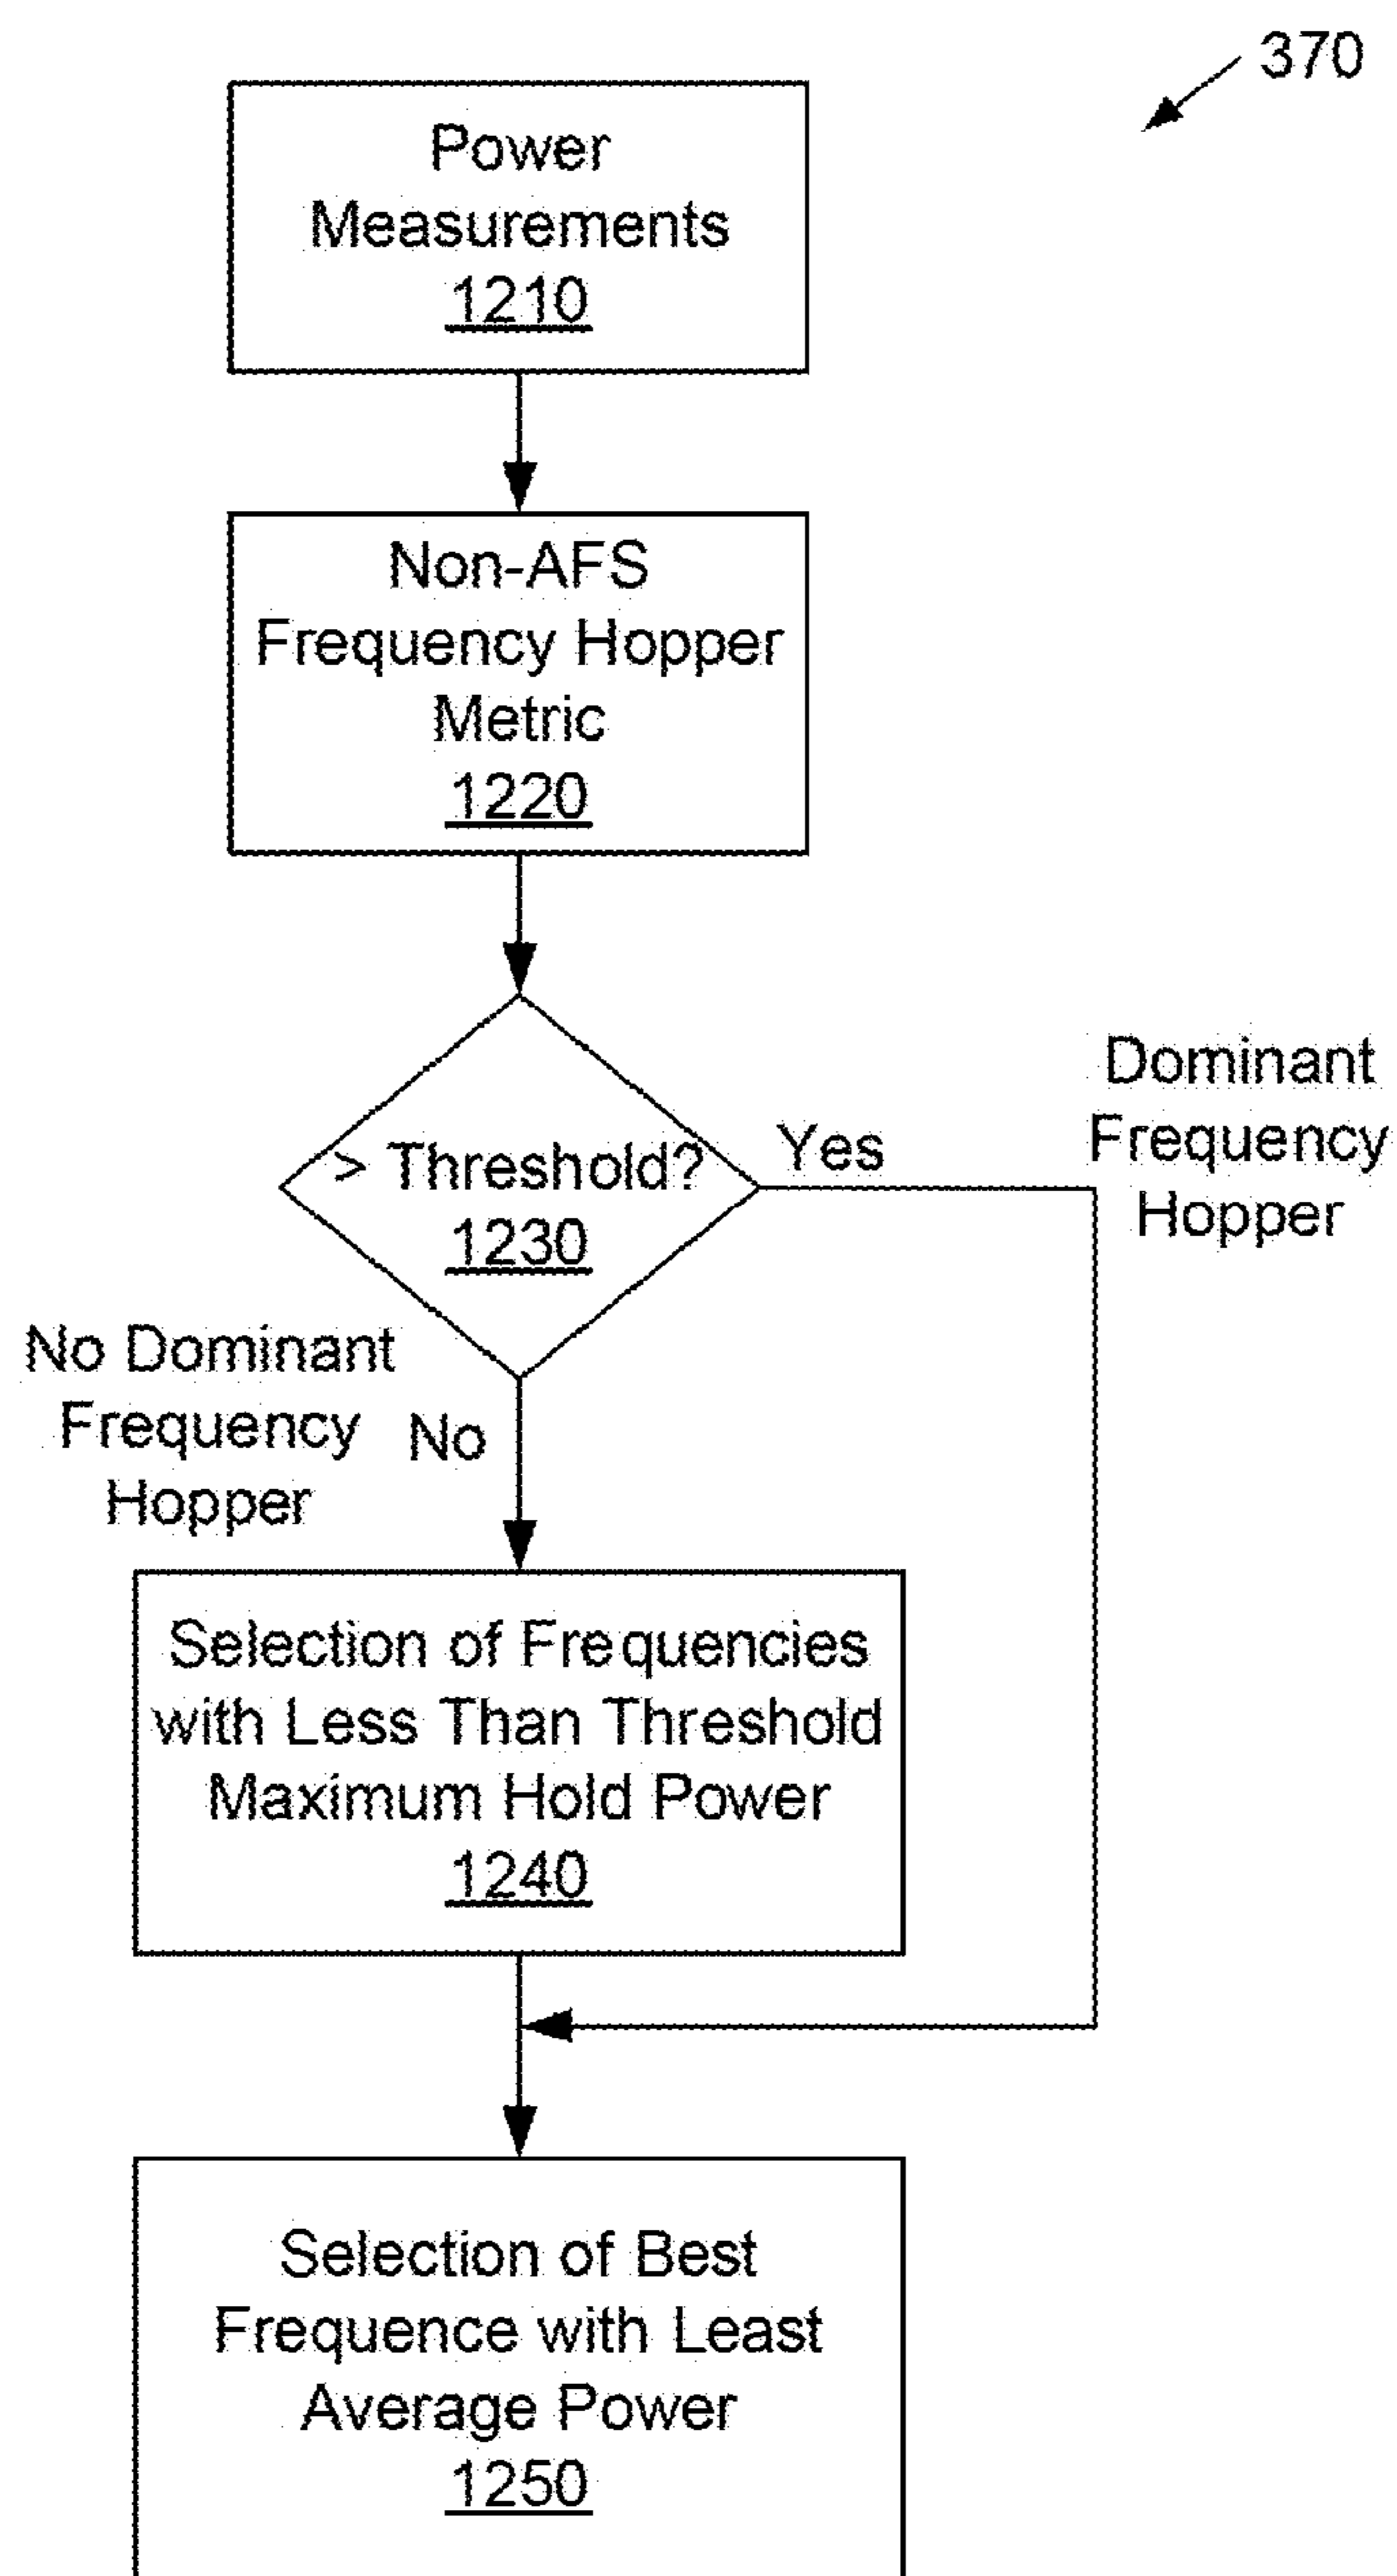 370
Power
Measurements
1210
Non-AFS
Frequency Hopper
Metric
1220
> Threshold?
1230
Yes
Dominant
Frequency
Hopper
No Dominant
Frequency
Hopper
No
Selection of Frequencies
with Less Than Threshold
Maximum Hold Power
1240
Selection of Best
Frequence with Least
Average Power
1250